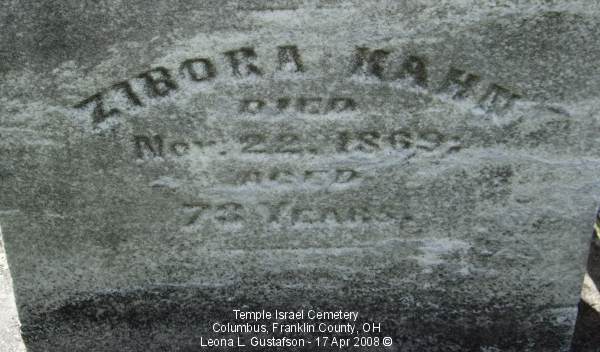 ZIBORA KAHN
DIED
Nov. 22, 1869,
AGED
73 YEARS.
Temple Israel Cemetery
Columbus, Franklin County, OH
Leona L. Gustafson - 17 Apr 2008 ©